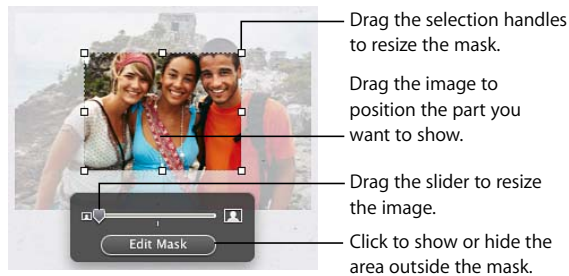 Drag the selection handles
to resize the mask.
Drag the image to
position the part you
want to show.
Drag the slider to resize
the image.
Edit Mask
Click to show or hide the
area outside the mask.